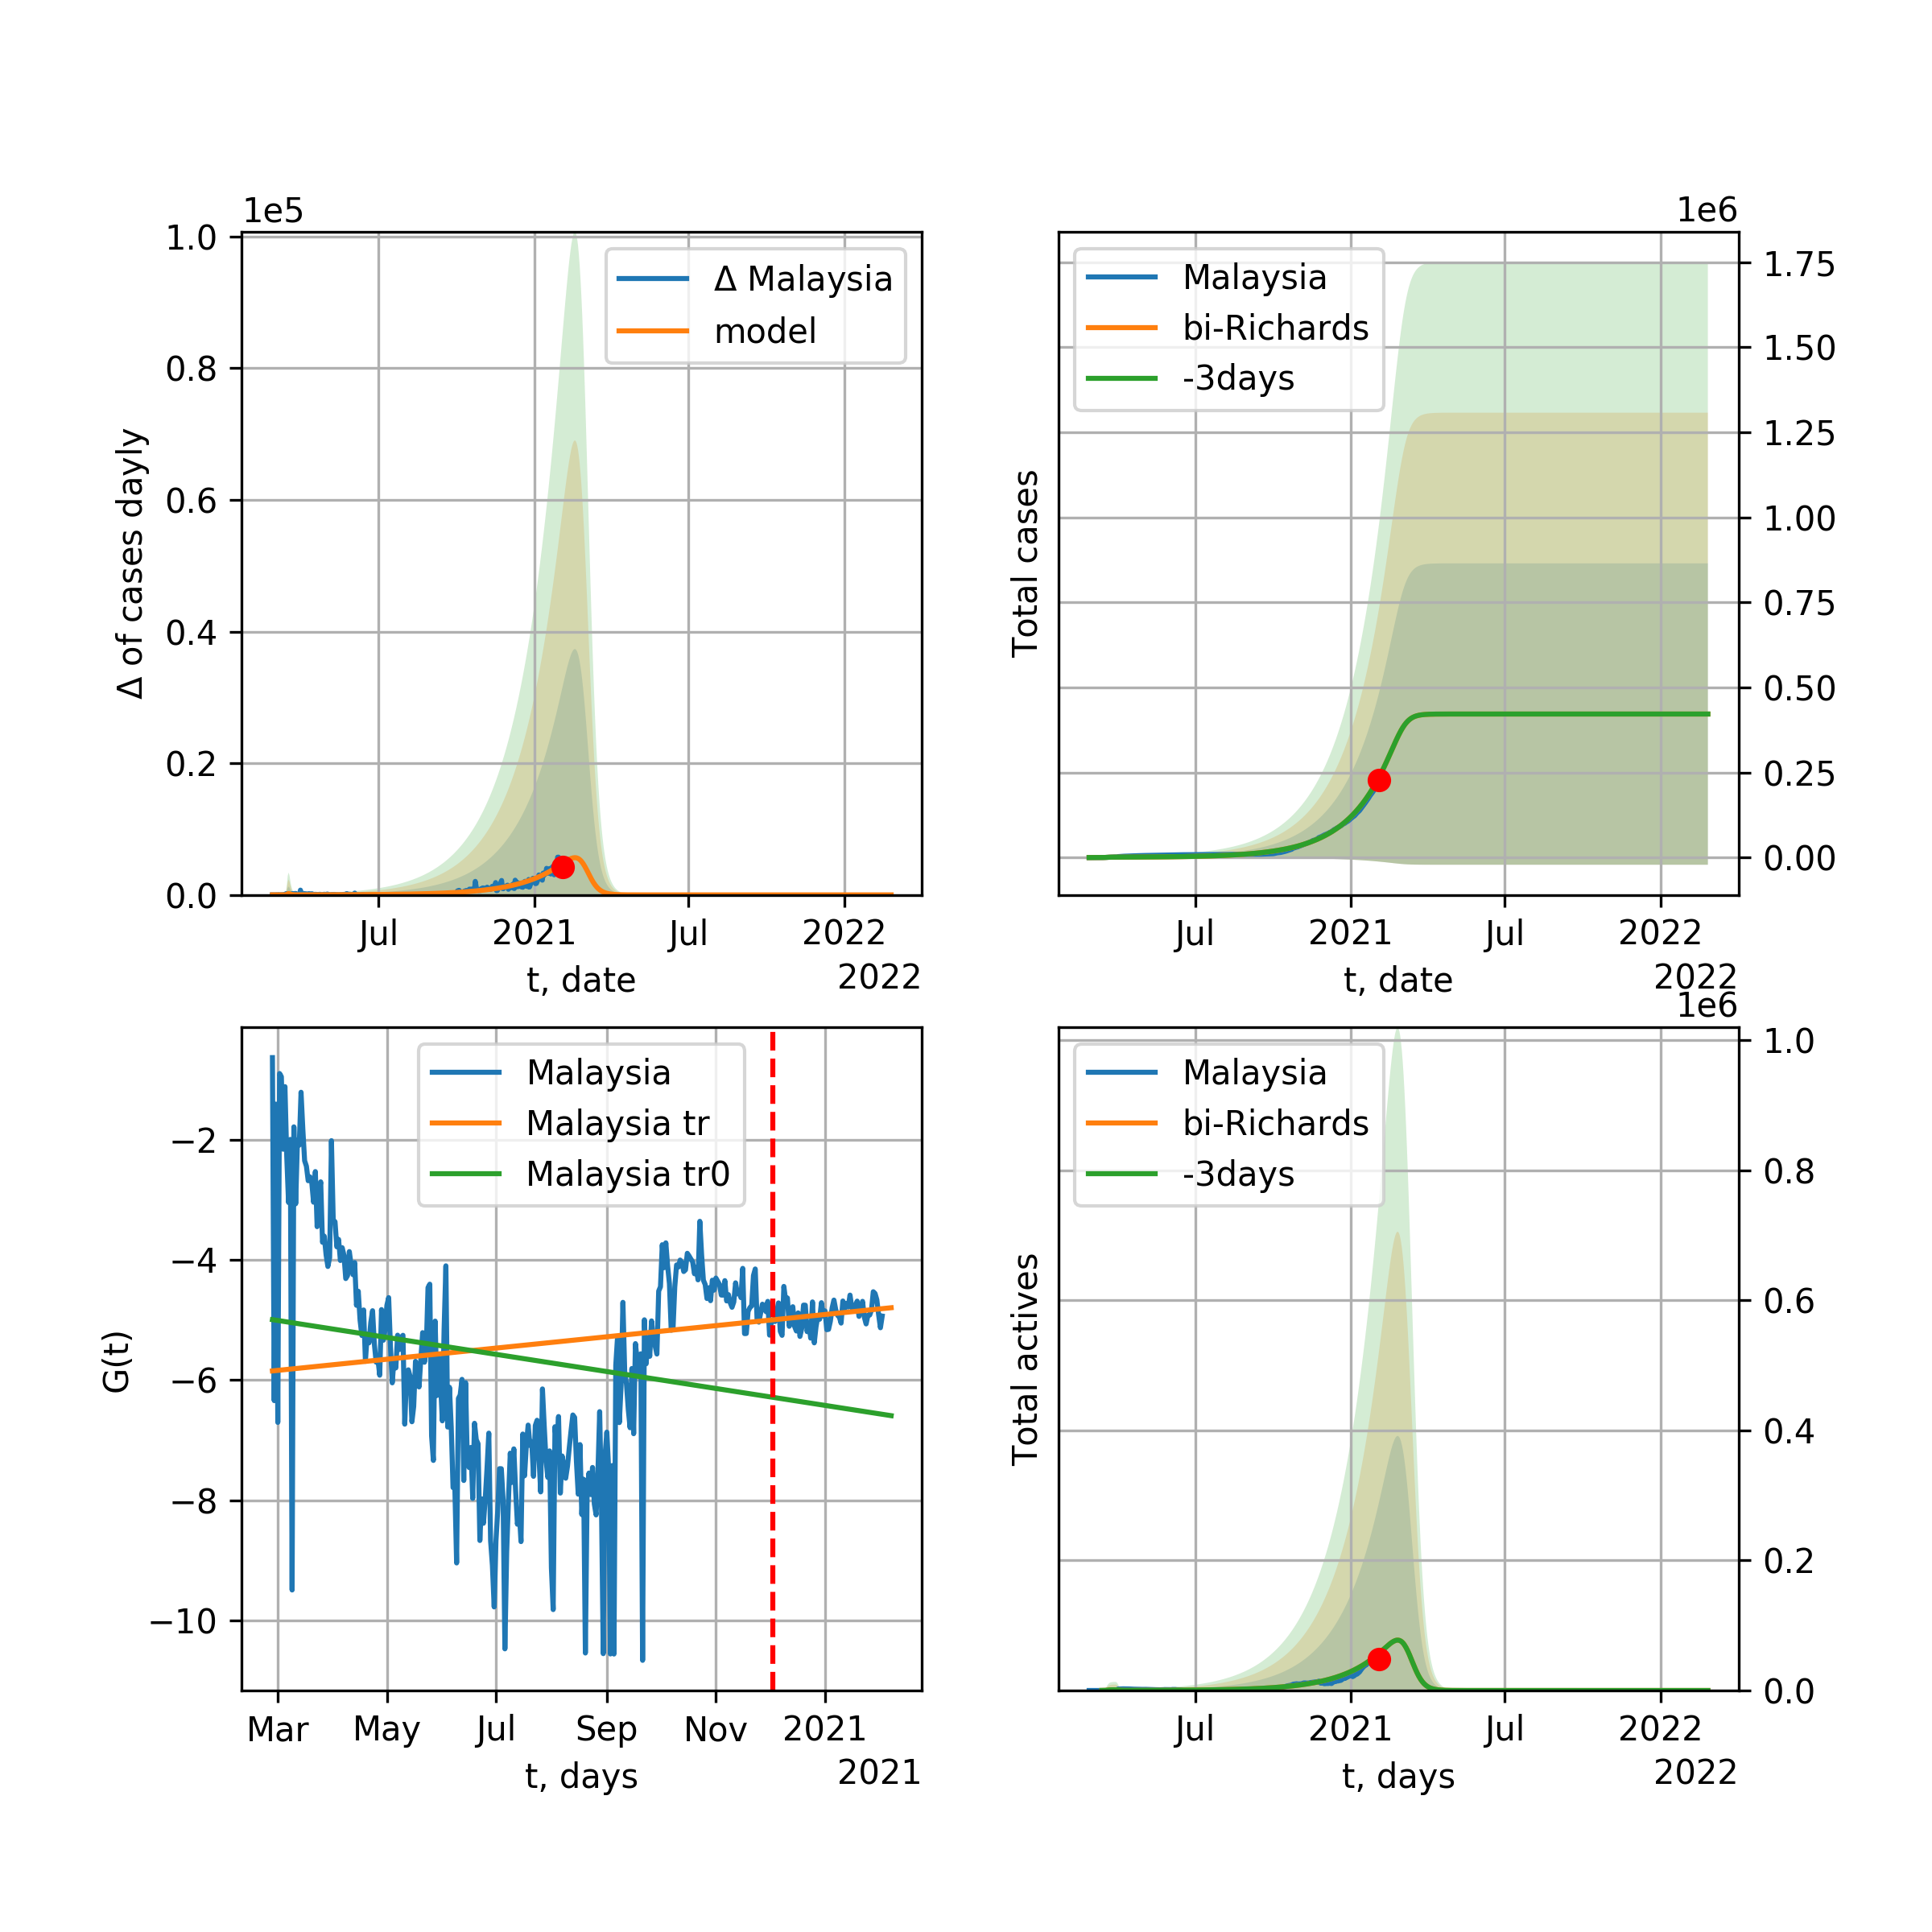 1e5
1.0
0.8
0.6
0.4
0.2
0.0
Δ of cases dayly
Δ Malaysia
model
Jul
2021
Jul
2022
t, date
2022
1e6
Malaysia
bi-Richards
-3days
Total cases
1.75
1.50
1.25
1.00
0.75
0.50
0.25
0.00
Jul
2021
Jul
2022
t, date
2022
Malaysia
Malaysia tr
Malaysia tr0
G(t)
−2
−4
−6
−8
−10
Mar
May
Jul
Sep
Nov
2021
t, days
2021
1e6
Malaysia
bi-Richards
-3days
Total actives
1.0
0.8
0.6
0.4
0.2
0.0
Jul
2021
Jul
2022
t, days
2022